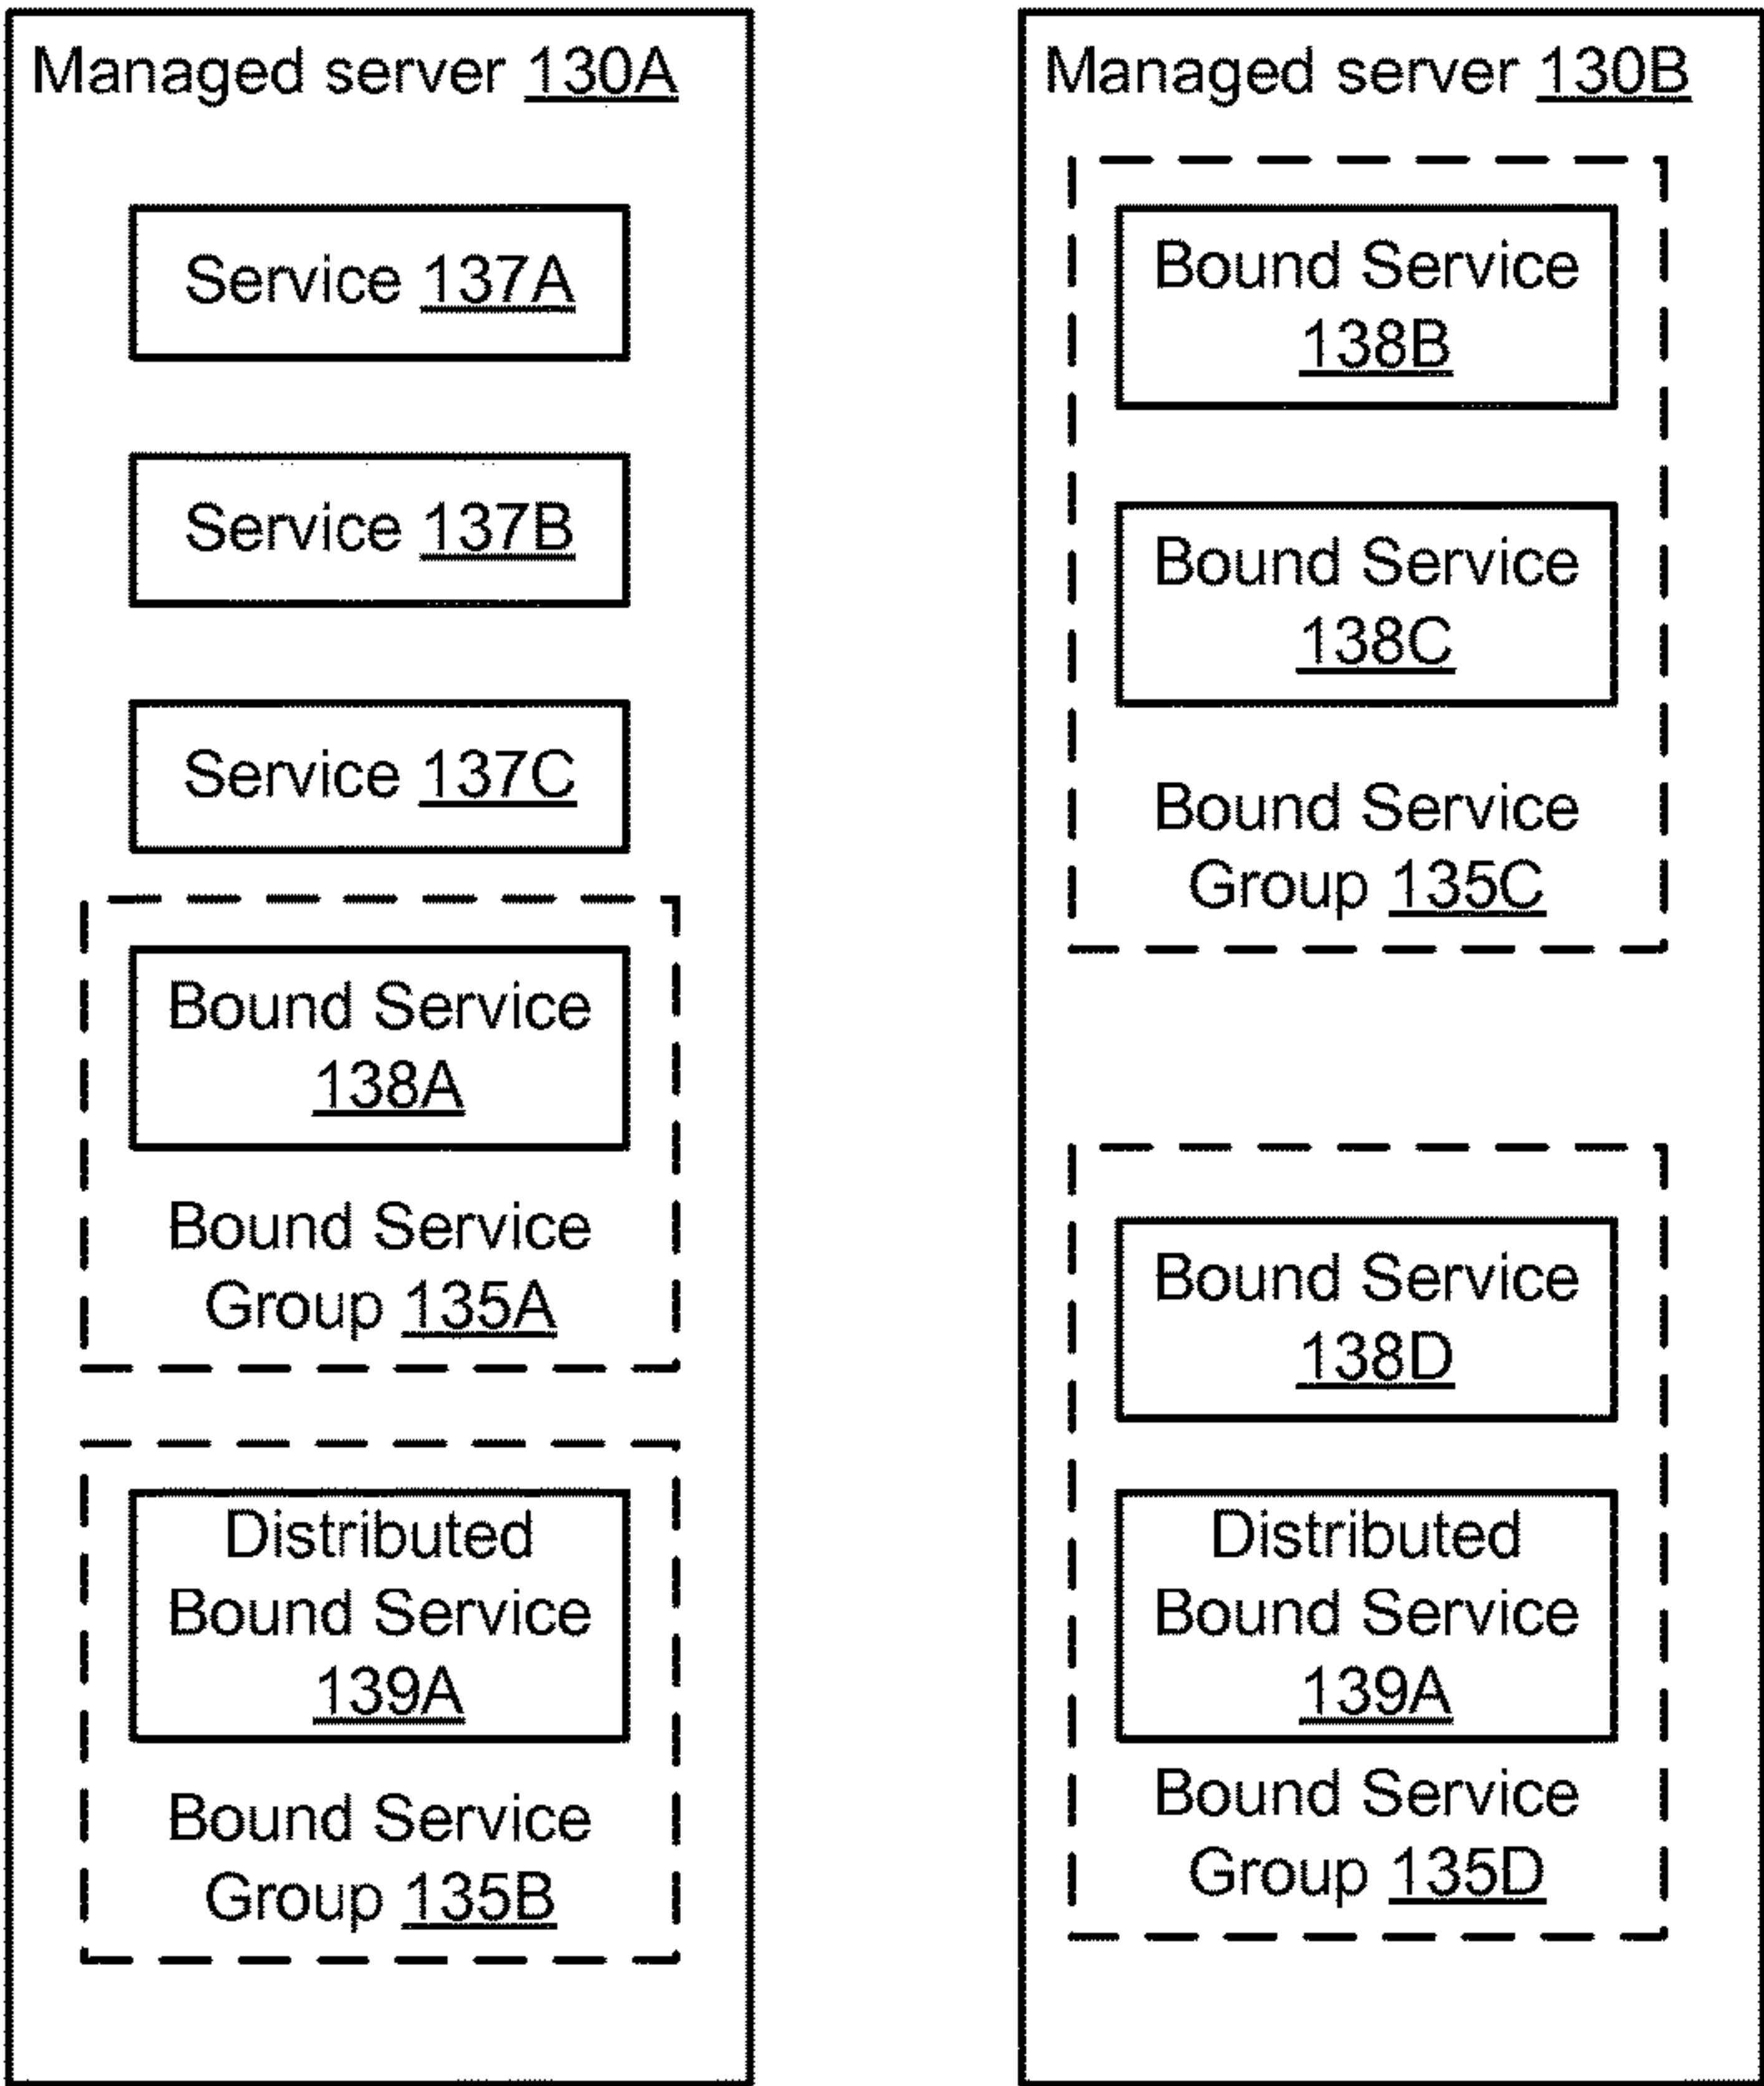 Managed server 130A
Service 137A
Service 137B
Service 137C
Bound Service
138A
Bound Service
Group 135A
Distributed
Bound Service
139A
Bound Service
Group 135B
Managed server 130B
Bound Service
138B
Bound Service
138C
Bound Service
Group 135C
Bound Service
138D
Distributed
Bound Service
139A
Bound Service
Group 135D